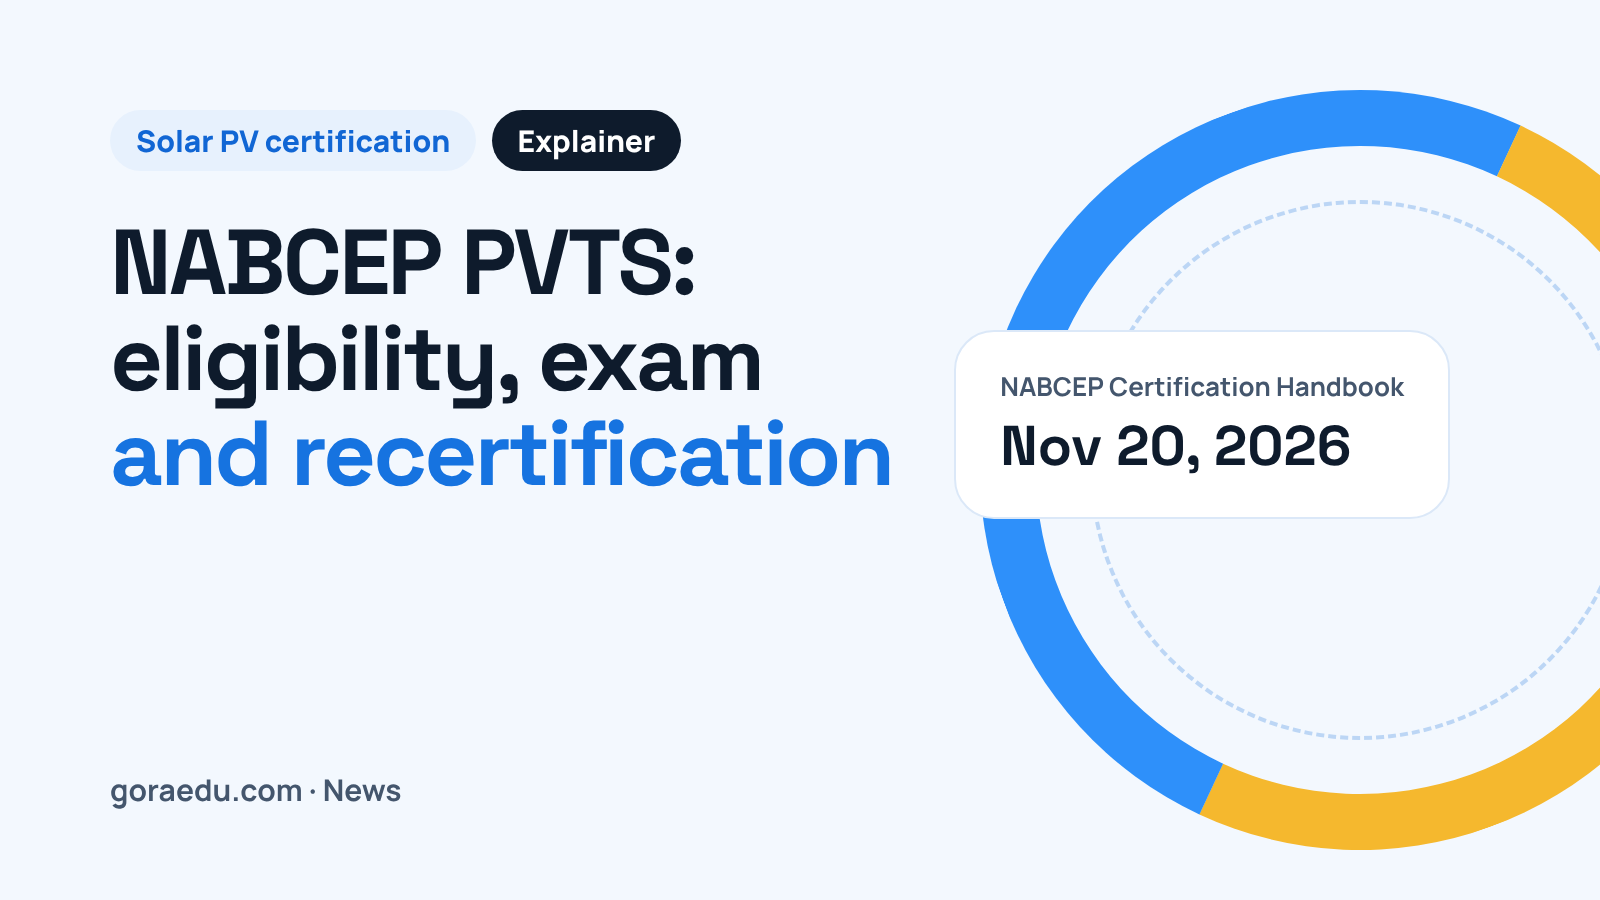 Solar PV certification
Explainer
NABCEP PVTS:
eligibility, exam
and recertification
NABCEP Certification Handbook
Nov 20, 2026
goraedu.com · News